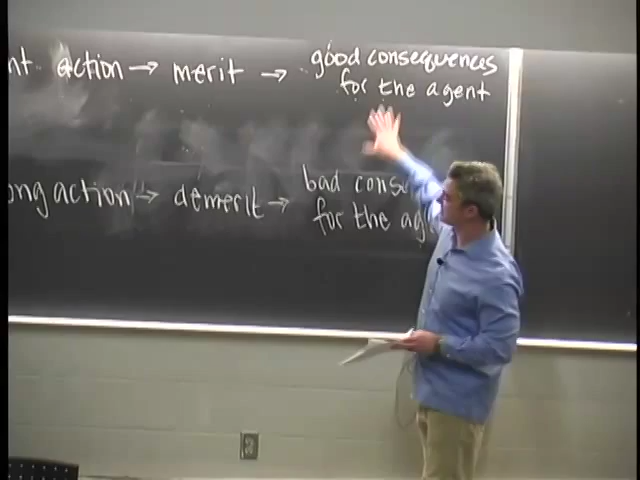 action → merit → good consequences
for the agent
action → demerit → bad
for the